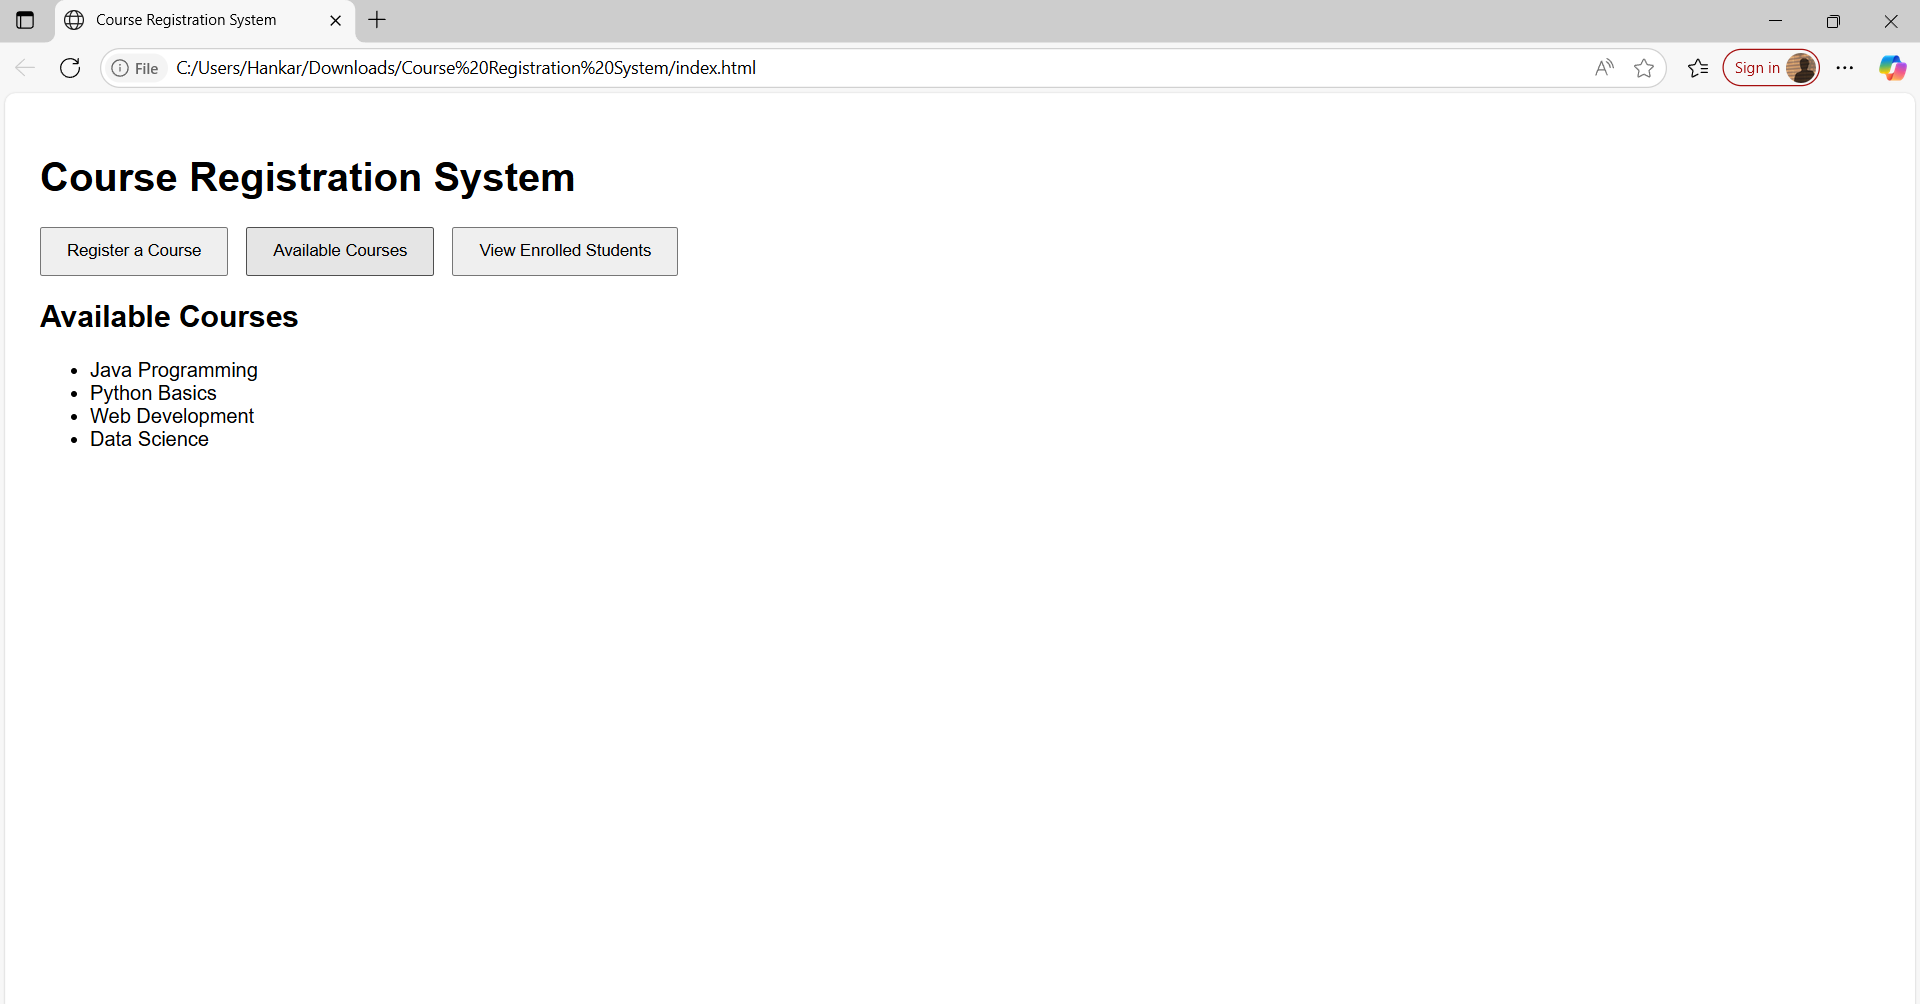 Course Registration System
File C:/Users/Hankar/Downloads/Course%20Registration%20System/index.html Sign in
Course Registration System
Register a Course Available Courses View Enrolled Students
Available Courses
• Java Programming
• Python Basics
• Web Development
• Data Science